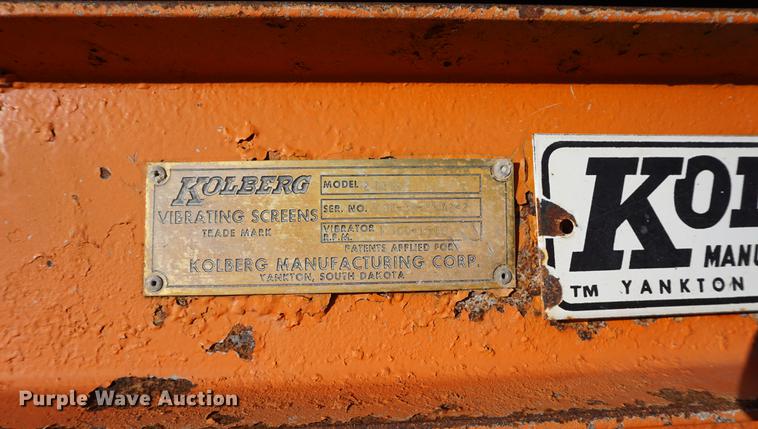 KOLBERG
VIBRATING SCREENS
TRADE MARK
MODEL
SER. NO.
VIBRATOR
R.P.M.
PATENTS APPLIED FOR
KOLBERG MANUFACTURING CORP.
YANKTON, SOUTH DAKOTA
KOL
MANU
TM YANKTON
Purple Wave Auction